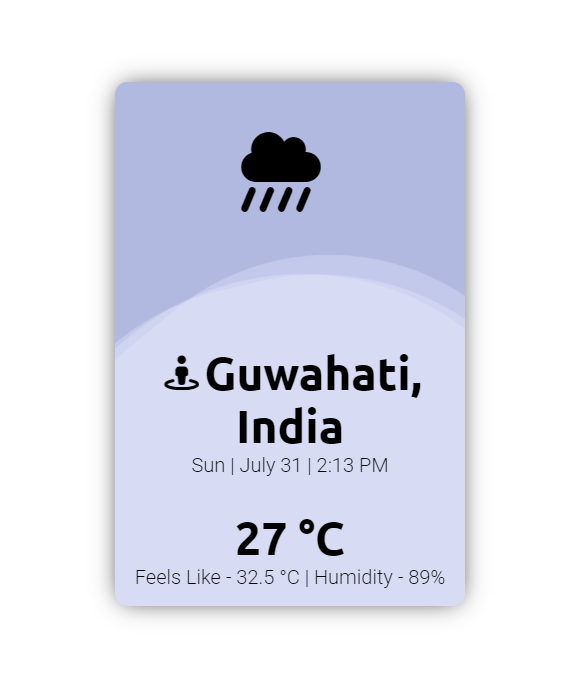 Guwahati,
India
Sun | July 31 | 2:13 PM
27 °C
Feels Like - 32.5 °C | Humidity - 89%